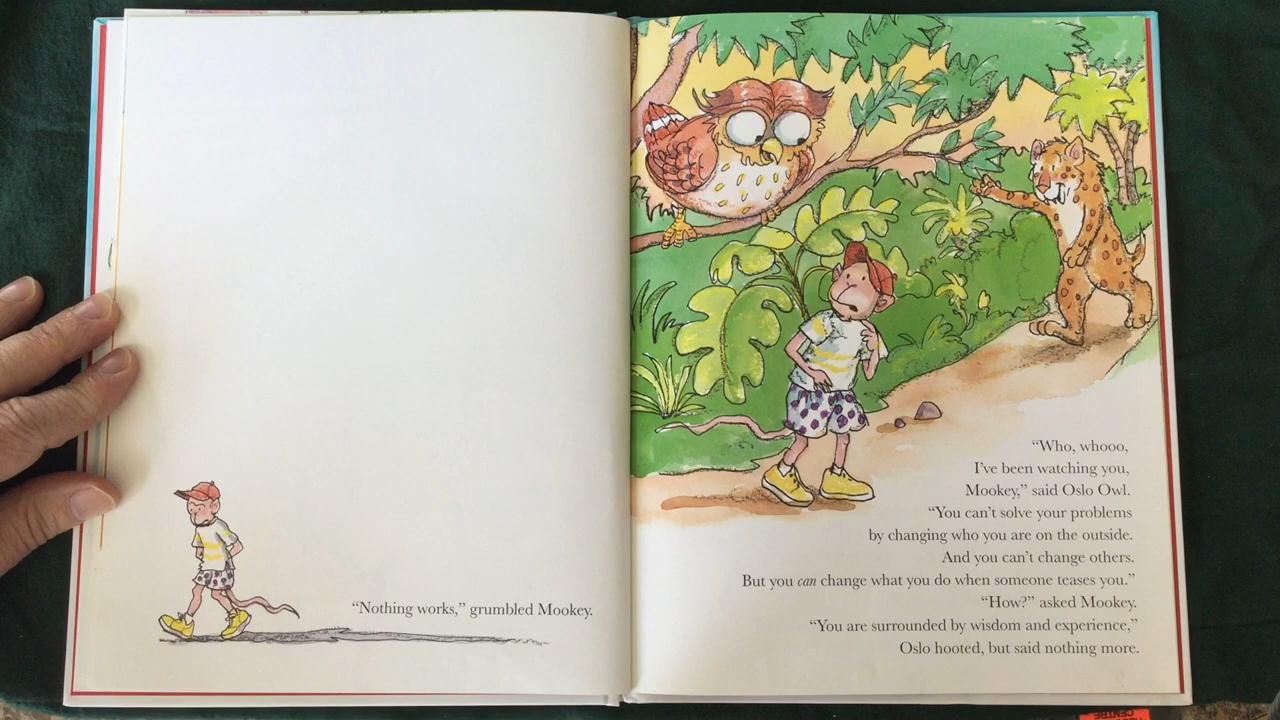 “Nothing works,” grumbled Mookey.
“Who, whooo,
I’ve been watching you,
Mookey,” said Oslo Owl.
“You can’t solve your problems
by changing who you are on the outside.
And you can’t change others.
But you can change what you do when someone teases you.”
“How?” asked Mookey.
“You are surrounded by wisdom and experience,”
Oslo hooted, but said nothing more.
CENTRE